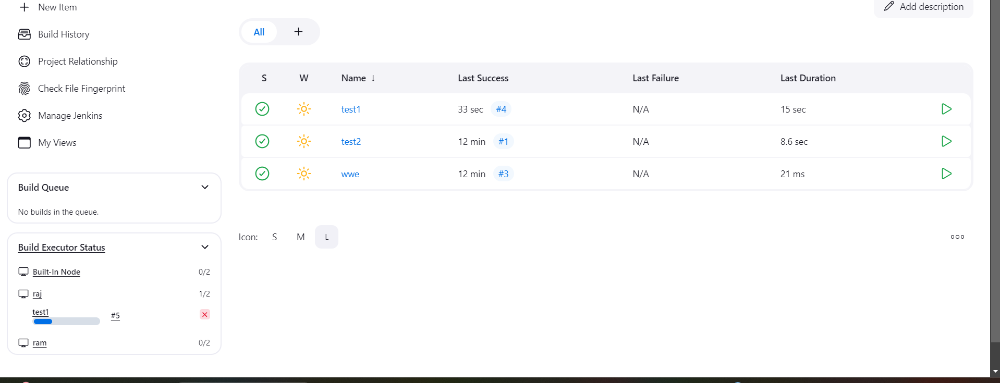 New Item
Add description
Build History
Project Relationship
Check File Fingerprint
Manage Jenkins
My Views
Build Queue
No builds in the queue.
Build Executor Status
Built-In Node 0/2
raj 1/2
test1 #5
ram 0/2
All +
S W Name ↓ Last Success Last Failure Last Duration
test1 33 sec #4 N/A 15 sec
test2 12 min #1 N/A 8.6 sec
wwe 12 min #3 N/A 21 ms
Icon: S M L